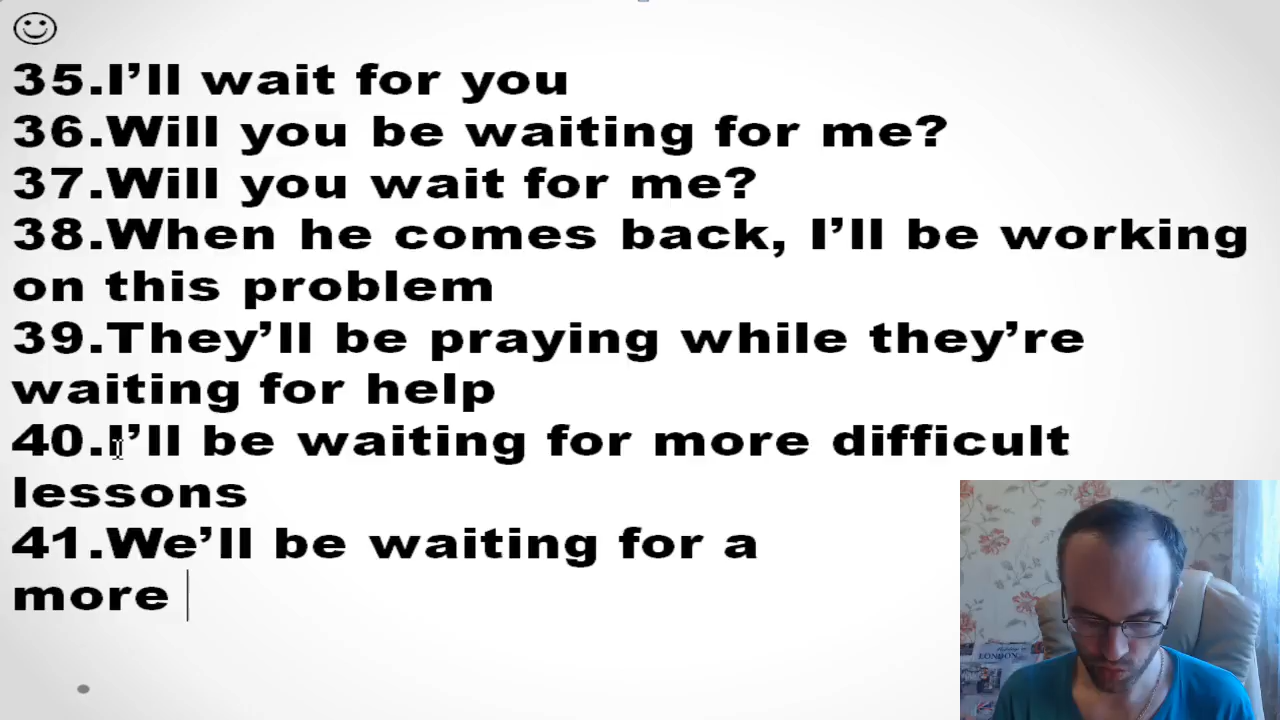 35.I’ll wait for you
36.Will you be waiting for me?
37.Will you wait for me?
38.When he comes back, I’ll be working
on this problem
39.They’ll be praying while they’re
waiting for help
40.I’ll be waiting for more difficult
lessons
41.We’ll be waiting for a
more
LONDON